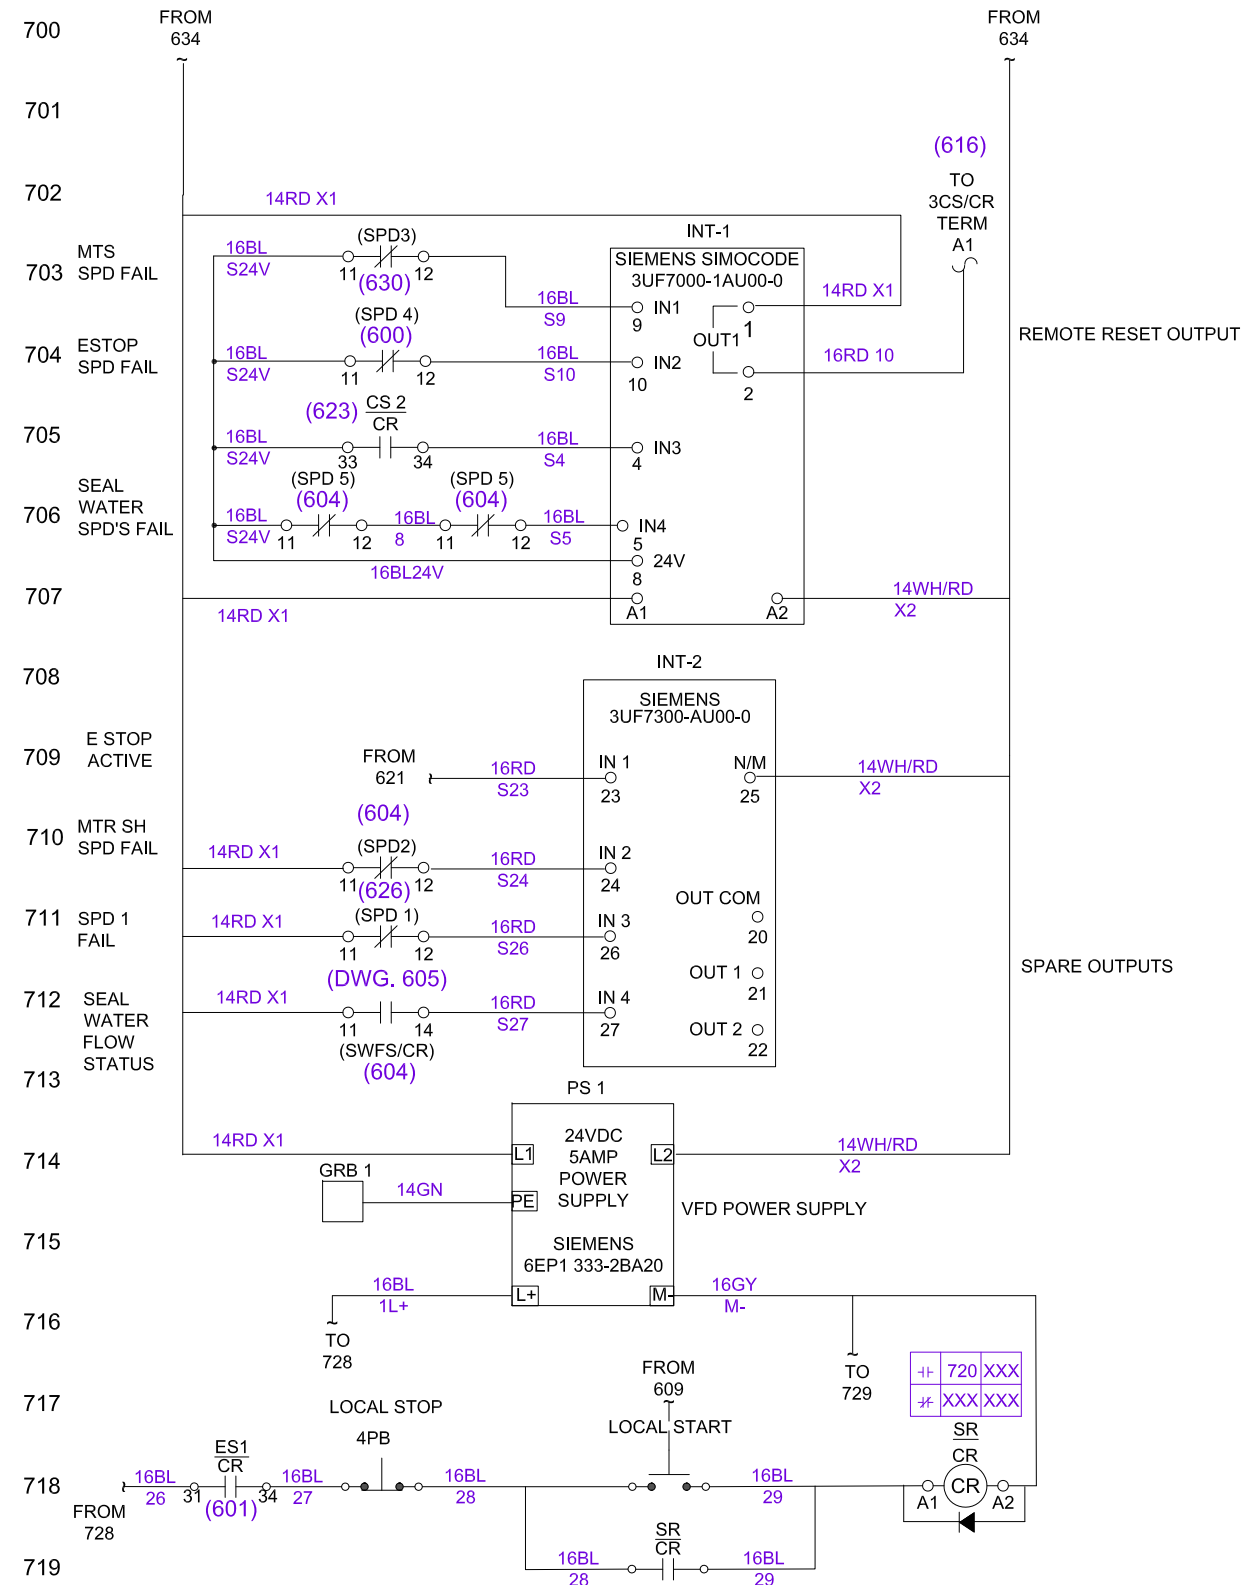 700
FROM
634
FROM
634
701
(616)
702
14RD X1
TO
3CS/CR
TERM
A1
MTS
SPD FAIL
703
16BL
S24V
(SPD3)
11
12
(630)
INT-1
SIEMENS SIMOCODE
3UF7000-1AU00-0
16BL
S9
IN1
9
1
14RD X1
OUT1
REMOTE RESET OUTPUT
704
ESTOP
SPD FAIL
16BL
S24V
(SPD 4)
(600)
11
12
16BL
S10
IN2
10
2
16RD 10
705
(623)
CS 2
CR
16BL
S24V
33
34
16BL
S4
IN3
4
SEAL
WATER
SPD'S FAIL
706
(SPD 5)
(604)
(SPD 5)
(604)
16BL
S24V
11
12
16BL
8
11
12
16BL
S5
IN4
5
24V
8
16BL24V
707
14RD X1
A1
A2
14WH/RD
X2
708
INT-2
SIEMENS
3UF7300-AU00-0
709
E STOP
ACTIVE
FROM
621
16RD
S23
IN 1
23
N/M
25
14WH/RD
X2
710
MTR SH
SPD FAIL
(604)
14RD X1
(SPD2)
11
12
(626)
16RD
S24
IN 2
24
OUT COM
20
711
SPD 1
FAIL
14RD X1
(SPD 1)
11
12
16RD
S26
IN 3
26
OUT 1
21
SPARE OUTPUTS
(DWG. 605)
712
SEAL
WATER
FLOW
STATUS
14RD X1
11
14
(SWFS/CR)
(604)
16RD
S27
IN 4
27
OUT 2
22
713
PS 1
714
14RD X1
L1
24VDC
5AMP
POWER
SUPPLY
L2
14WH/RD
X2
GRB 1
14GN
PE
VFD POWER SUPPLY
715
SIEMENS
6EP1 333-2BA20
716
16BL
1L+
L+
M-
16GY
M-
TO
728
TO
729
717
FROM
609
720
XXX
XXX
XXX
LOCAL STOP
4PB
LOCAL START
SR
CR
718
FROM
728
16BL
26
31
ES1
CR
34
(601)
16BL
27
16BL
28
16BL
29
A1
CR
A2
719
16BL
28
SR
CR
16BL
29